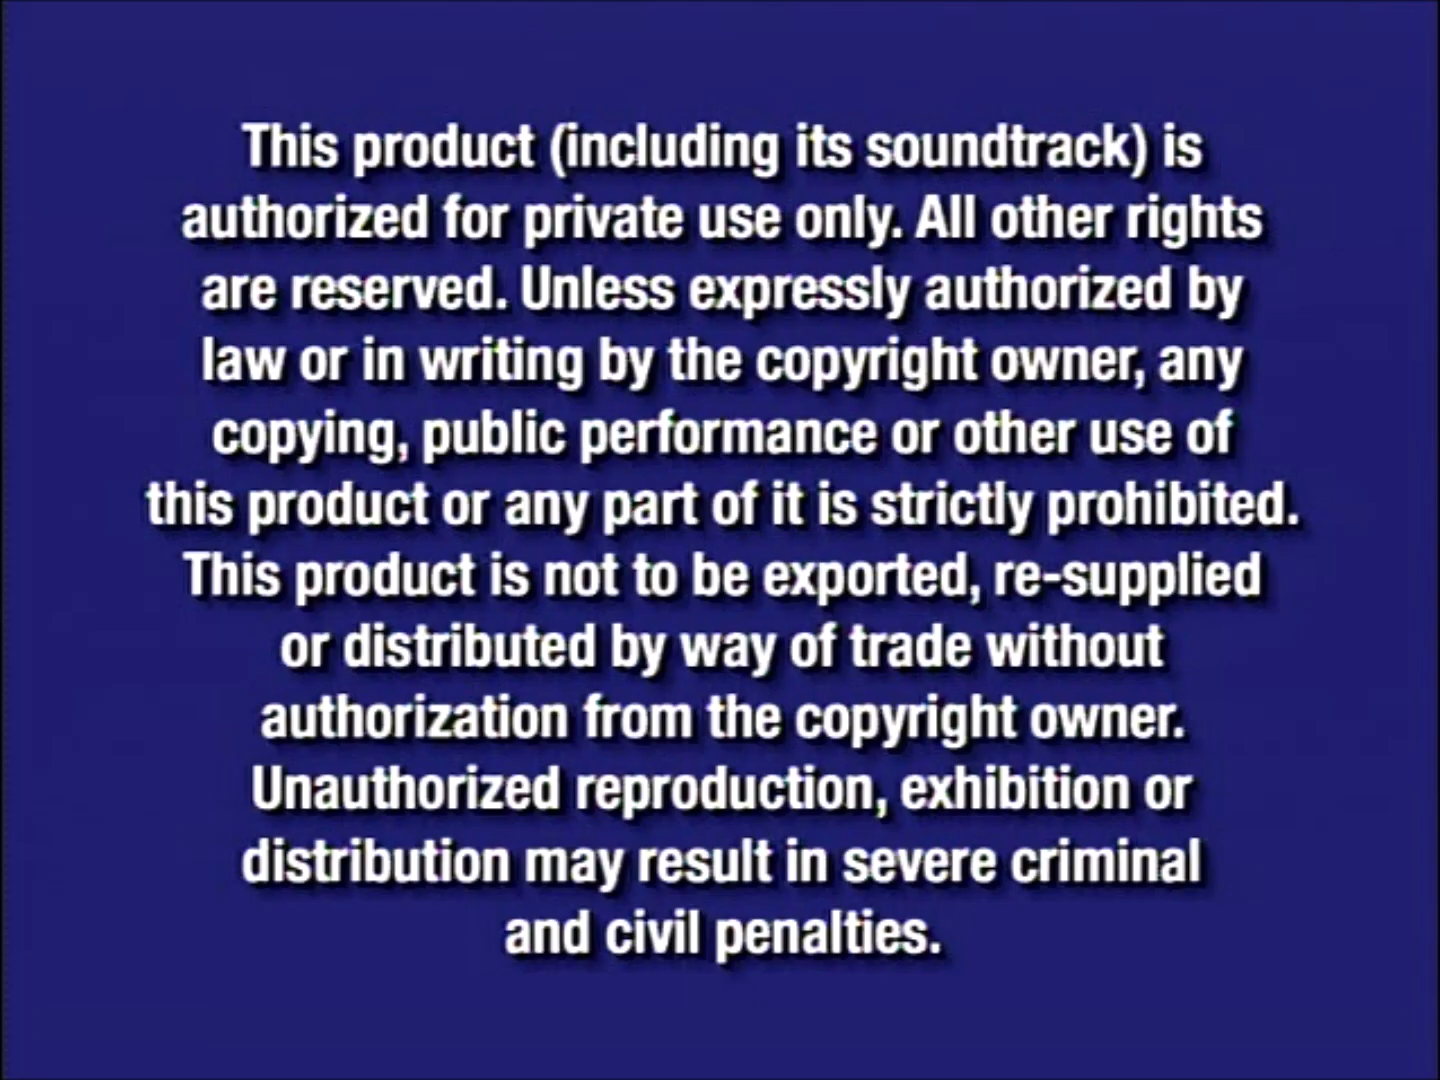 This product (including its soundtrack) is
authorized for private use only. All other rights
are reserved. Unless expressly authorized by
law or in writing by the copyright owner, any
copying, public performance or other use of
this product or any part of it is strictly prohibited.
This product is not to be exported, re-supplied
or distributed by way of trade without
authorization from the copyright owner.
Unauthorized reproduction, exhibition or
distribution may result in severe criminal
and civil penalties.